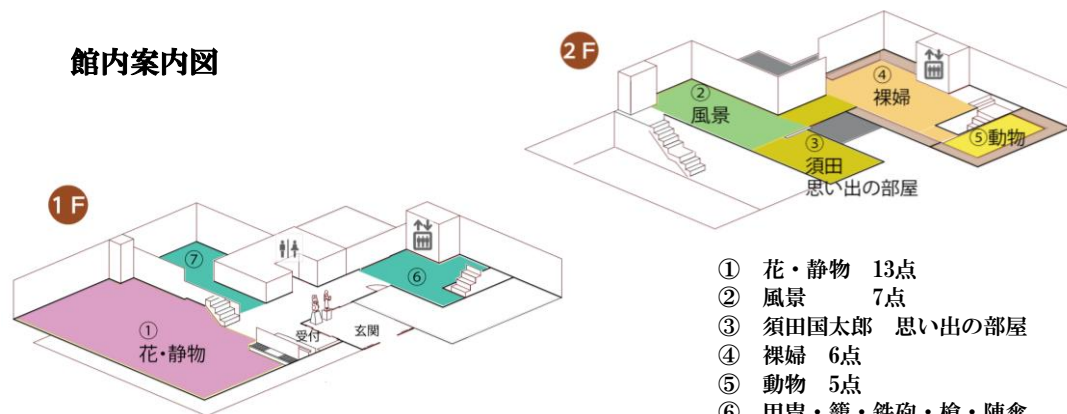 館内案内図
2F
④
裸婦
②
風景
⑤動物
③
須田
思い出の部屋
1F
⑦
⑥
①
花・静物
受付
玄関
① 花・静物 13点
② 風景 7点
③ 須田国太郎 思い出の部屋
④ 裸婦 6点
⑤ 動物 5点